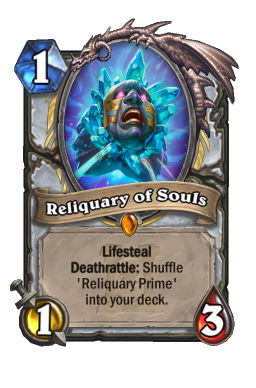 1
Reliquary of Souls
Lifesteal
Deathrattle: Shuffle
'Reliquary Prime'
into your deck.
1
3